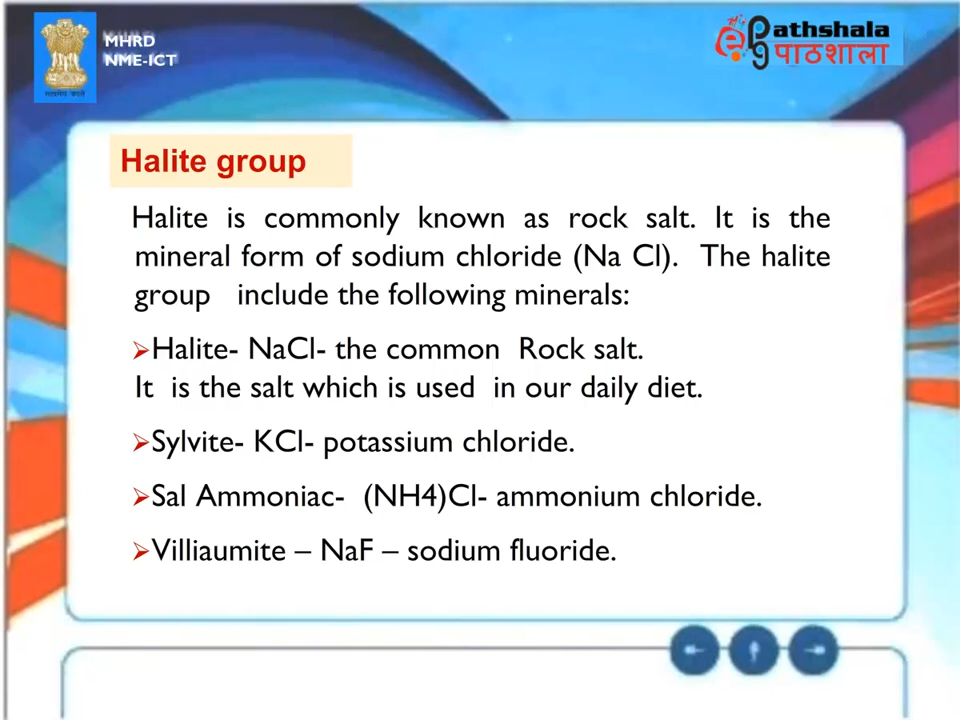 MHRD
NME-ICT
Pathshala
पाठशाला
Halite group
Halite is commonly known as rock salt. It is the
mineral form of sodium chloride (Na Cl). The halite
group include the following minerals:
➢Halite- NaCl- the common Rock salt.
It is the salt which is used in our daily diet.
➢Sylvite- KCl- potassium chloride.
➢Sal Ammoniac- (NH4)Cl- ammonium chloride.
➢Villiaumite – NaF – sodium fluoride.